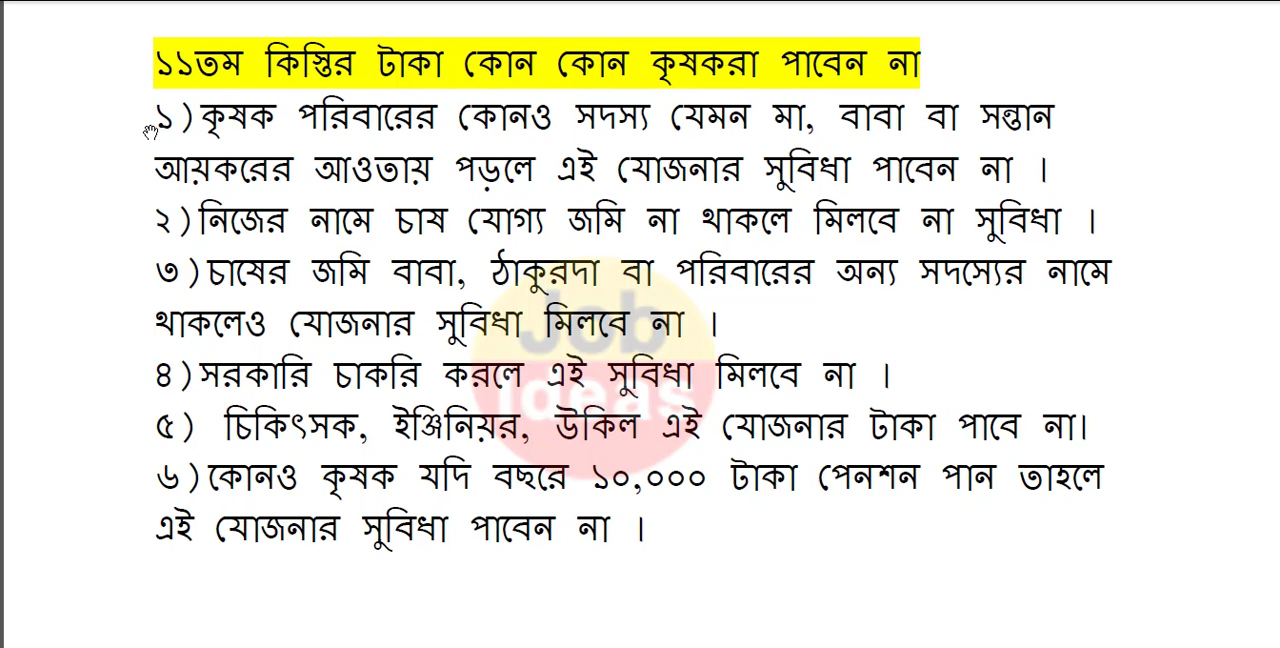 ১১তম কিস্তির টাকা কোন কোন কৃষকরা পাবেন না
১)কৃষক পরিবারের কোনও সদস্য যেমন মা, বাবা বা সন্তান
আয়করের আওতায় পড়লে এই যোজনার সুবিধা পাবেন না ।
২)নিজের নামে চাষ যোগ্য জমি না থাকলে মিলবে না সুবিধা ।
৩)চাষের জমি বাবা, ঠাকুরদা বা পরিবারের অন্য সদস্যের নামে
থাকলেও যোজনার সুবিধা মিলবে না ।
Job
৪)সরকারি চাকরি করলে এই সুবিধা মিলবে না ।
Ideas
৫) চিকিৎসক, ইঞ্জিনিয়র, উকিল এই যোজনার টাকা পাবে না।
৬)কোনও কৃষক যদি বছরে ১০,০০০ টাকা পেনশন পান তাহলে
এই যোজনার সুবিধা পাবেন না ।